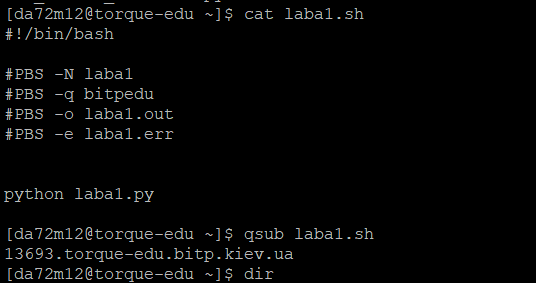 [da72m12@torque-edu ~]$ cat laba1.sh
#!/bin/bash
#PBS -N laba1
#PBS -q bitpedu
#PBS -o laba1.out
#PBS -e laba1.err
python laba1.py
[da72m12@torque-edu ~]$ qsub laba1.sh
13693.torque-edu.bitp.kiev.ua
[da72m12@torque-edu ~]$ dir